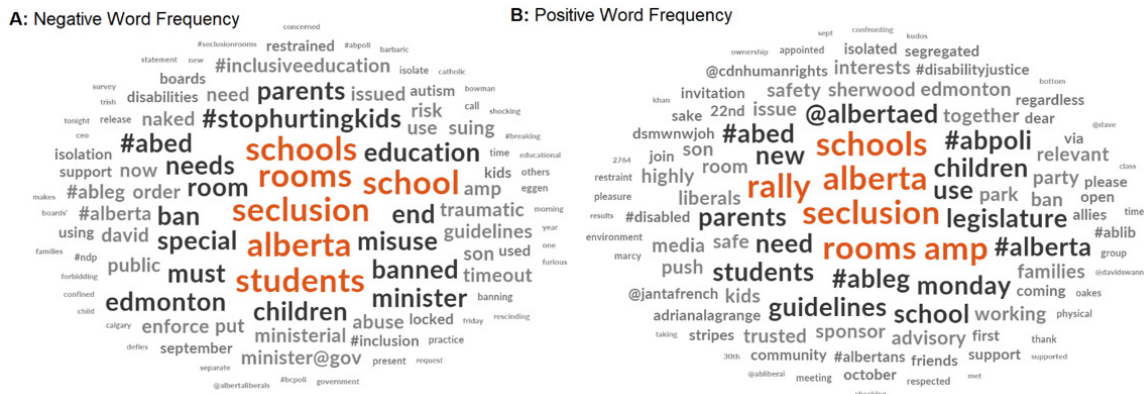 A: Negative Word Frequency
concerned
#seclusionrooms restrained #abpoli barbaric
statement new #inclusiveeducation isolate catholic
boards
survey disabilities need parents issued autism bowman
trish
tonight release naked #stophurtingkids risk call shocking
ceo #abed use suing #breaking
isolation needs schools education time educational
support now rooms kids others
#ableg order room school amp eggen
makes
boards' #alberta ban seclusion end traumatic morning
using david special alberta misuse guidelines year
families #ndp son used one
forbidding public must students banned timeout furious
confined
child edmonton children minister banning
calgary enforce put abuse locked friday rescinding
defies september ministerial #inclusion practice
separate minister@gov present request
@albertaliberals #bcpoli government
B: Positive Word Frequency
sept confronting kudos
ownership appointed isolated segregated
@cdnhumanrights interests #disabilityjustice
invitation safety sherwood edmonton bottom
khan sake 22nd issue @albertaed together dear regardless
dsmwnwjoh #abed schools #abpoli via @dave
2764 join son new children relevant
restraint highly room rally alberta use park party please class
pleasure liberals ban open
results #disabled parents seclusion legislature allies time
environment media safe need rooms amp #alberta #ablib
marcy group
push students #ableg monday families @davidswann
@jantafrench kids coming oakes
adrianalagrange guidelines school working physical
taking stripes trusted sponsor advisory first thank
30th community #albertans friends support supported
@abliberal meeting october respected met